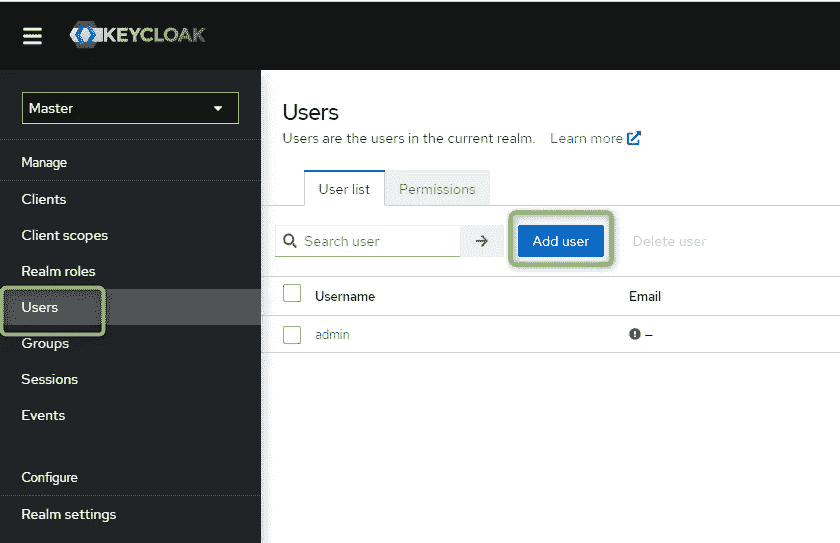 KEYCLOAK
Master
Manage
Clients
Client scopes
Realm roles
Users
Groups
Sessions
Events
Configure
Realm settings
Users
Users are the users in the current realm. Learn more
User list Permissions
Search user Add user Delete user
Username Email
admin –